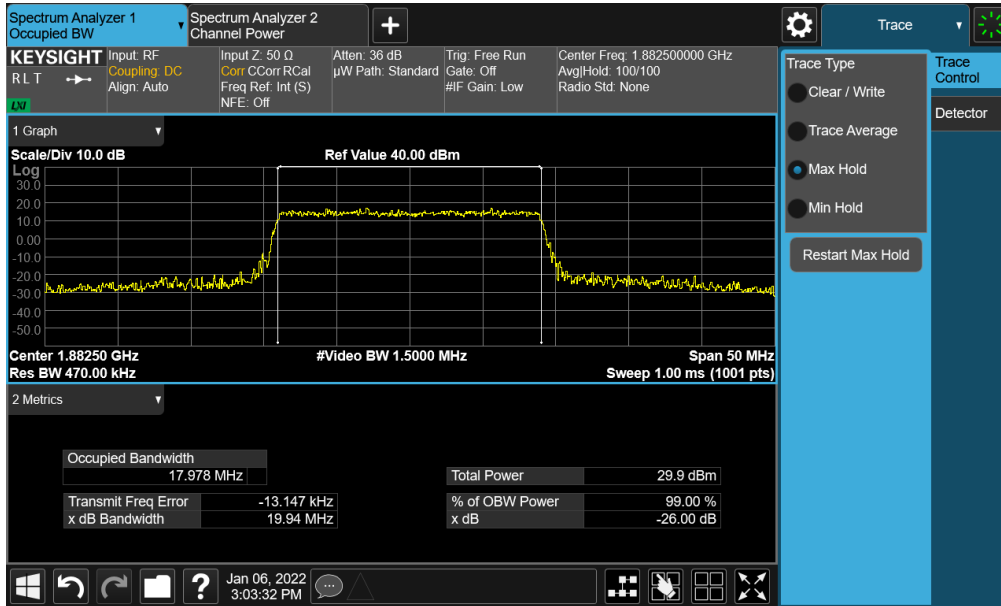 Spectrum Analyzer 1
Occupied BW
Spectrum Analyzer 2
Channel Power
Trace
KEYSIGHT
R L T
LXI
Input: RF
Coupling: DC
Align: Auto
Input Z: 50 Ω
Corr CCorr RCal
Freq Ref: Int (S)
NFE: Off
Atten: 36 dB
µW Path: Standard
Trig: Free Run
Gate: Off
#IF Gain: Low
Center Freq: 1.882500000 GHz
Avg|Hold: 100/100
Radio Std: None
Trace Type
Clear / Write
Trace Average
Max Hold
Min Hold
Restart Max Hold
Trace
Control
Detector
1 Graph
Scale/Div 10.0 dB
Ref Value 40.00 dBm
Log
30.0
20.0
10.0
0.00
-10.0
-20.0
-30.0
-40.0
-50.0
Center 1.88250 GHz
#Video BW 1.5000 MHz
Span 50 MHz
Res BW 470.00 kHz
Sweep 1.00 ms (1001 pts)
2 Metrics
Occupied Bandwidth
17.978 MHz
Total Power 29.9 dBm
Transmit Freq Error -13.147 kHz
% of OBW Power 99.00 %
x dB Bandwidth 19.94 MHz
x dB -26.00 dB
?
Jan 06, 2022
3:03:32 PM